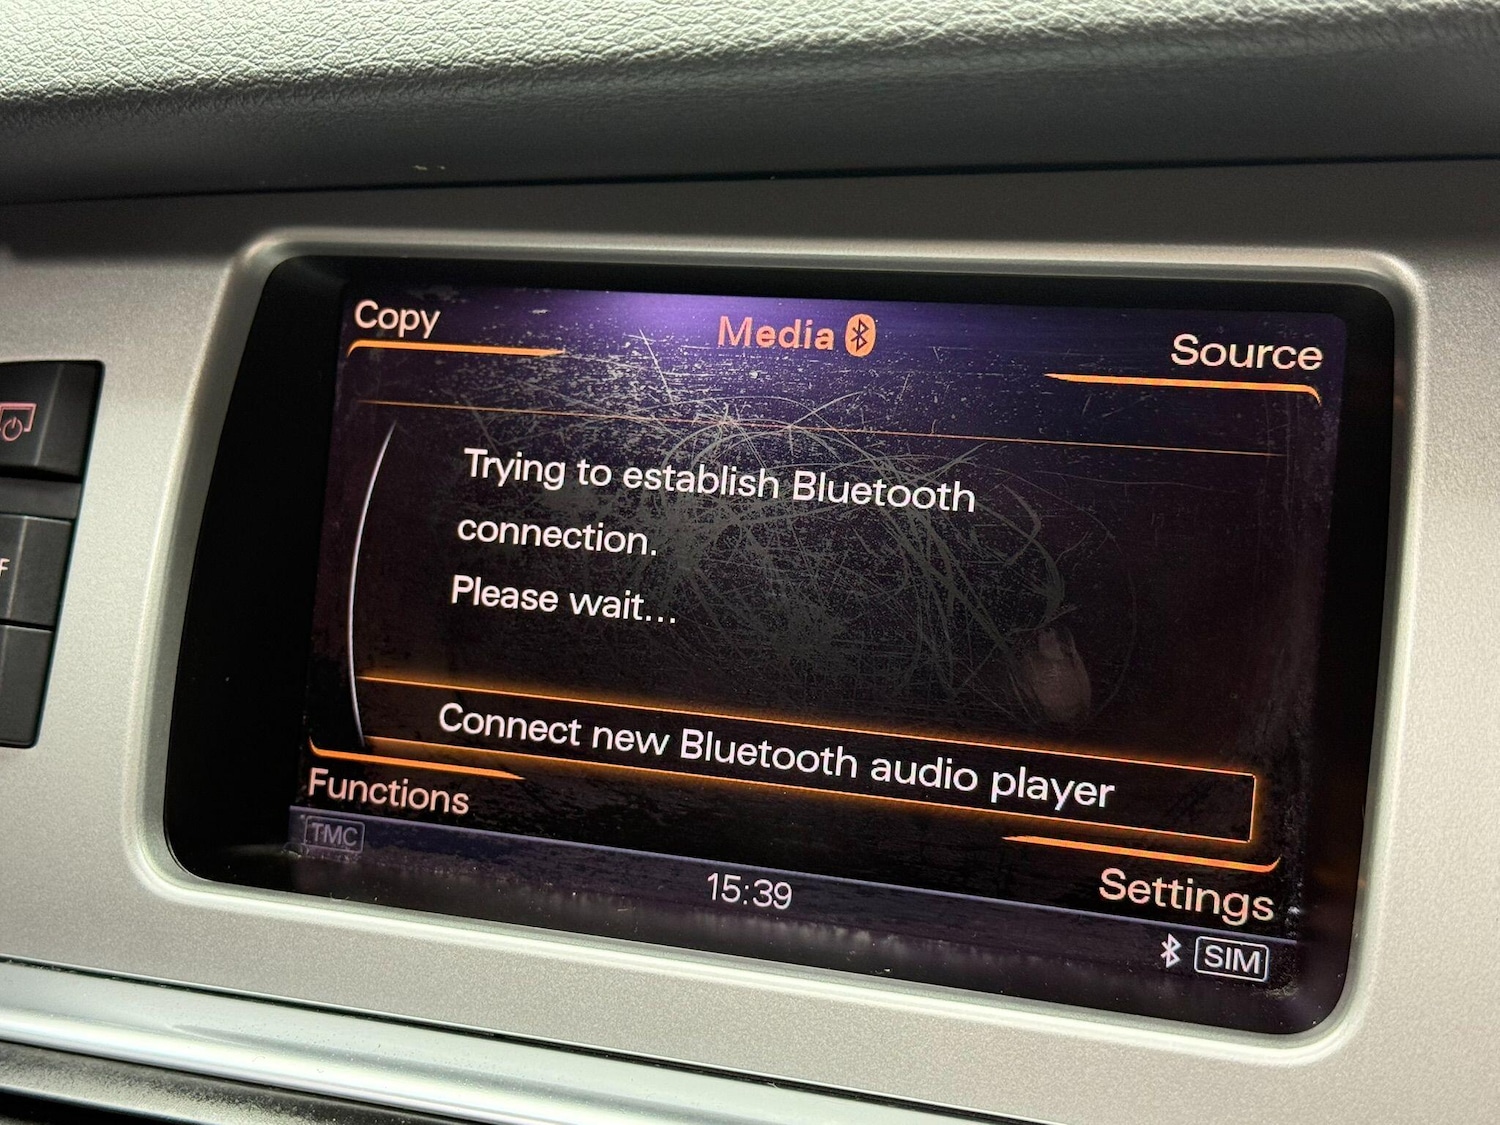 Copy
Media
Source
Trying to establish Bluetooth
connection.
Please wait...
Connect new Bluetooth audio player
Functions
TMC
15:39
Settings
SIM